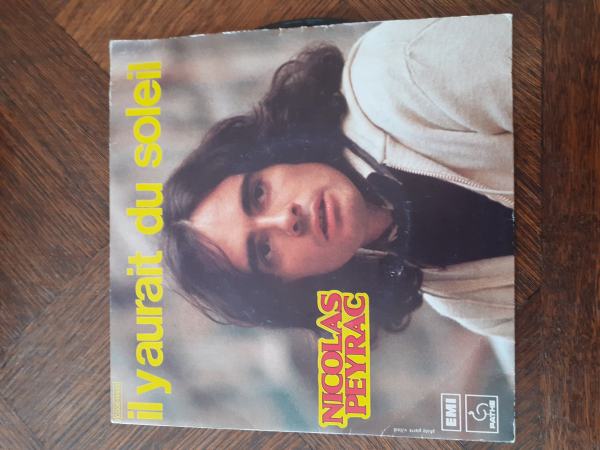 il y aurait du soleil
NICOLAS
PEYRAC
EMI
PATHE